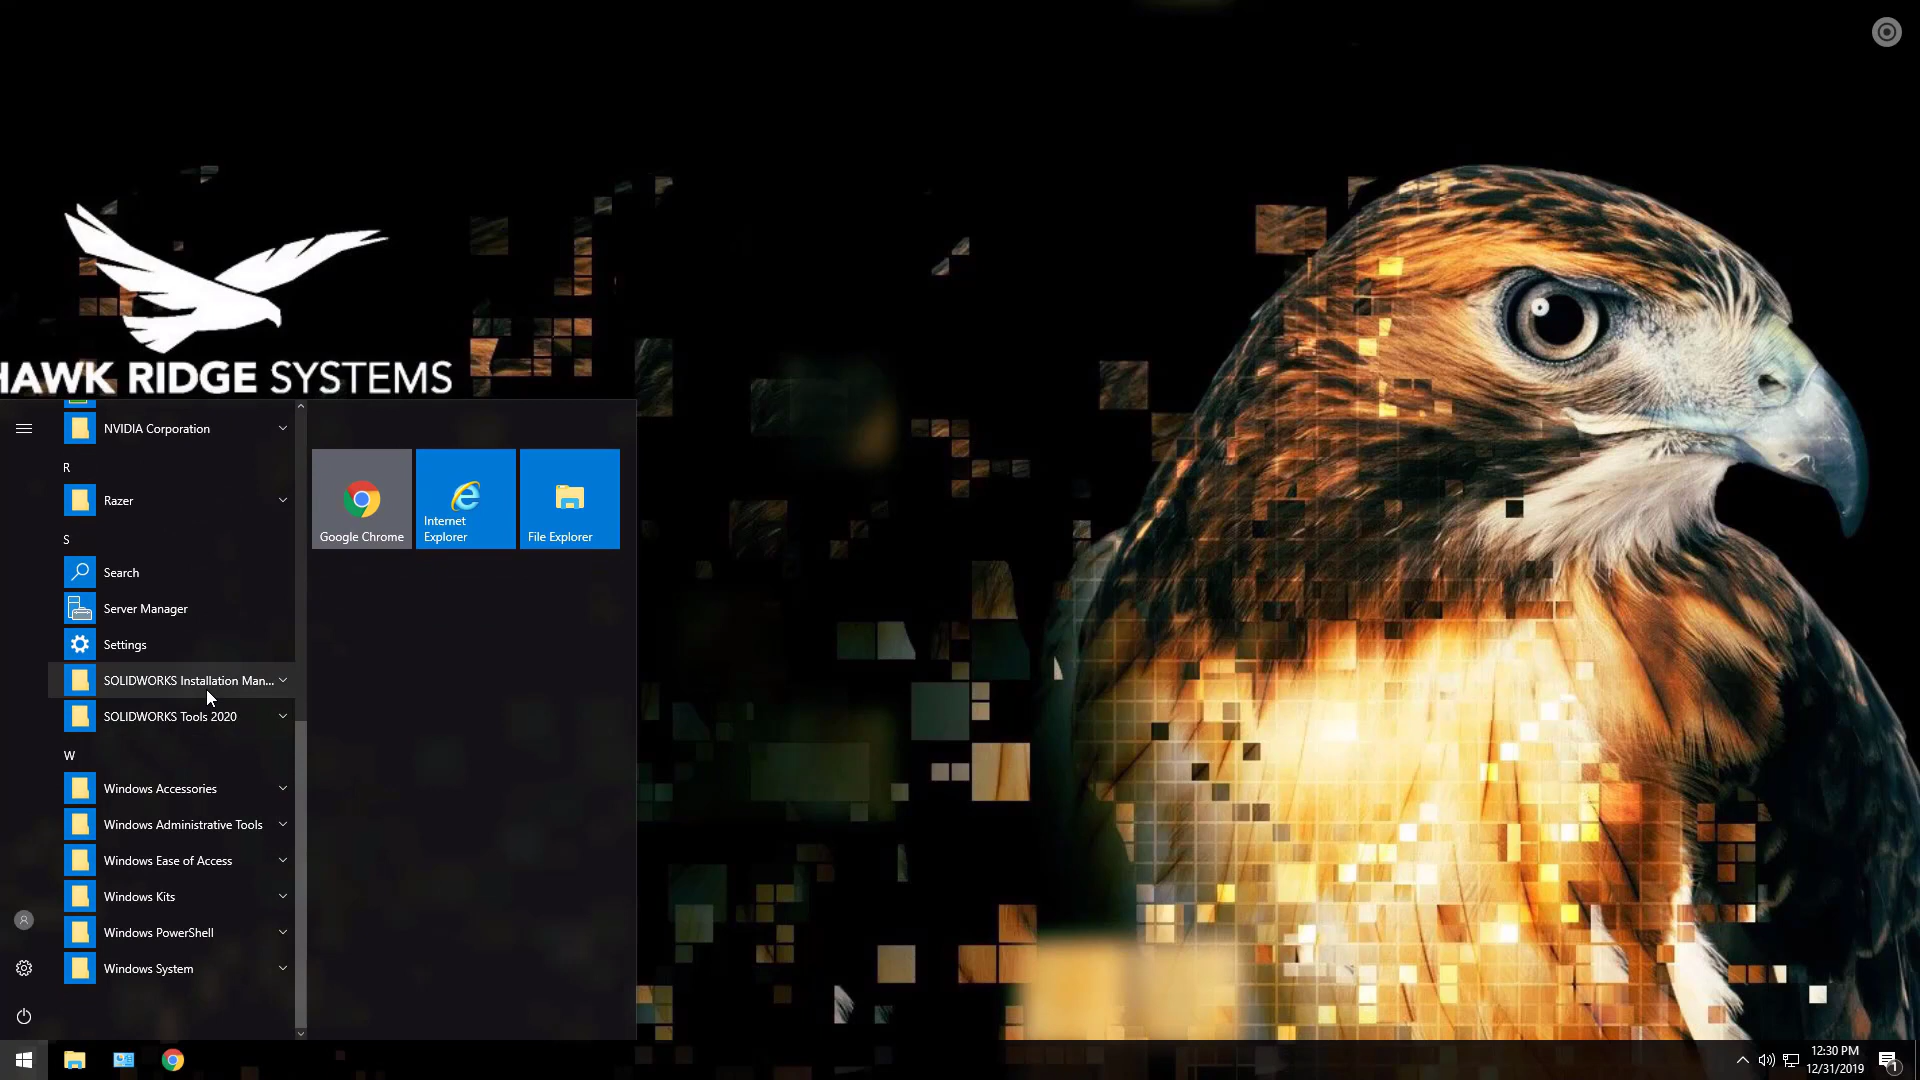 HAWK RIDGE SYSTEMS
NVIDIA Corporation
R
Razer
S
Search
Server Manager
Settings
SOLIDWORKS Installation Man...
SOLIDWORKS Tools 2020
W
Windows Accessories
Windows Administrative Tools
Windows Ease of Access
Windows Kits
Windows PowerShell
Windows System
Google Chrome
Internet
Explorer
File Explorer
12:30 PM
12/31/2019
1